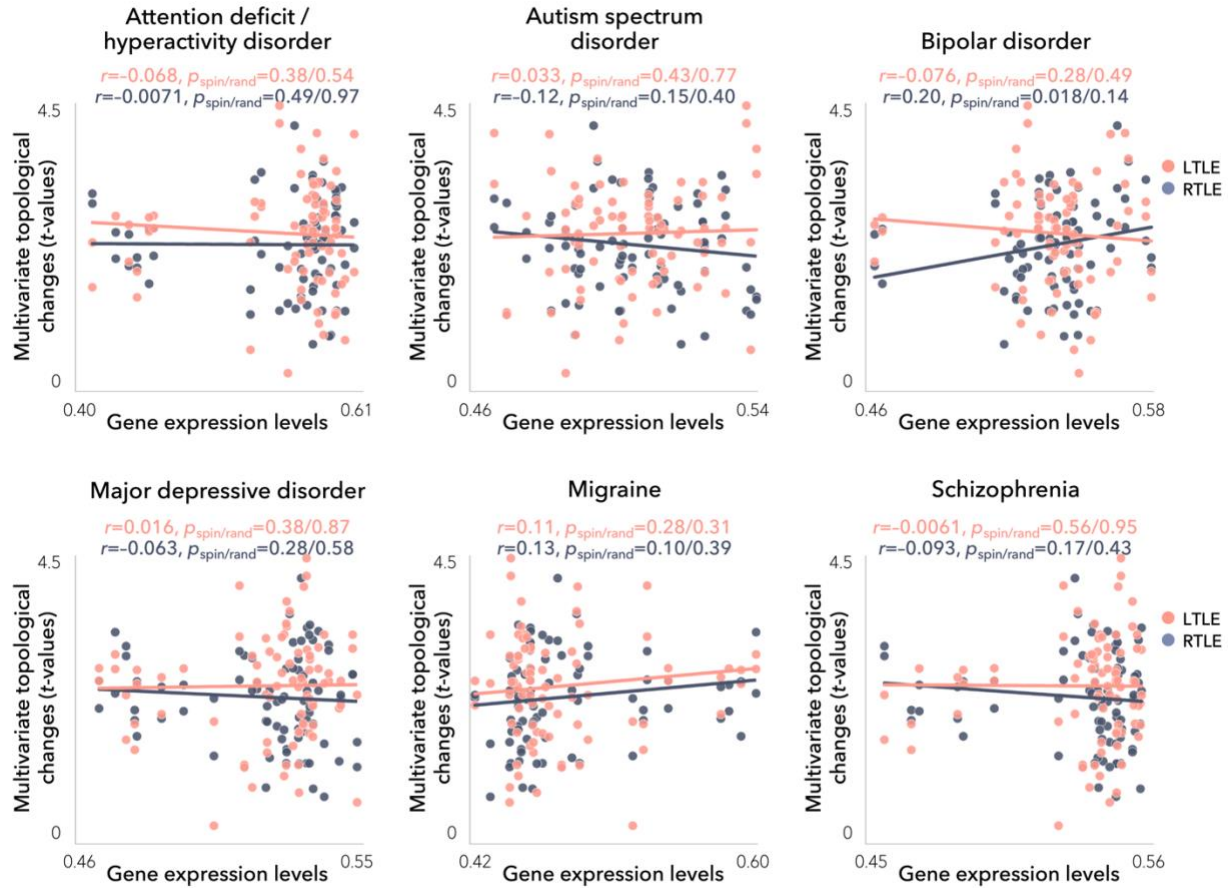 Attention deficit /
hyperactivity disorder
r=-0.068, pspin/rand=0.38/0.54
r=-0.0071, pspin/rand=0.49/0.97
4.5
Multivariate topological
changes (t-values)
0
0.40
0.61
Gene expression levels
Autism spectrum
disorder
r=0.033, pspin/rand=0.43/0.77
r=-0.12, pspin/rand=0.15/0.40
4.5
Multivariate topological
changes (t-values)
0
0.46
0.54
Gene expression levels
Bipolar disorder
r=-0.076, pspin/rand=0.28/0.49
r=0.20, pspin/rand=0.018/0.14
4.5
Multivariate topological
changes (t-values)
0
0.46
0.58
Gene expression levels
LTLE
RTLE
Major depressive disorder
r=0.016, pspin/rand=0.38/0.87
r=-0.063, pspin/rand=0.28/0.58
4.5
Multivariate topological
changes (t-values)
0
0.46
0.55
Gene expression levels
Migraine
r=0.11, pspin/rand=0.28/0.31
r=0.13, pspin/rand=0.10/0.39
4.5
Multivariate topological
changes (t-values)
0
0.42
0.60
Gene expression levels
Schizophrenia
r=-0.0061, pspin/rand=0.56/0.95
r=-0.093, pspin/rand=0.17/0.43
4.5
Multivariate topological
changes (t-values)
0
0.45
0.56
Gene expression levels
LTLE
RTLE